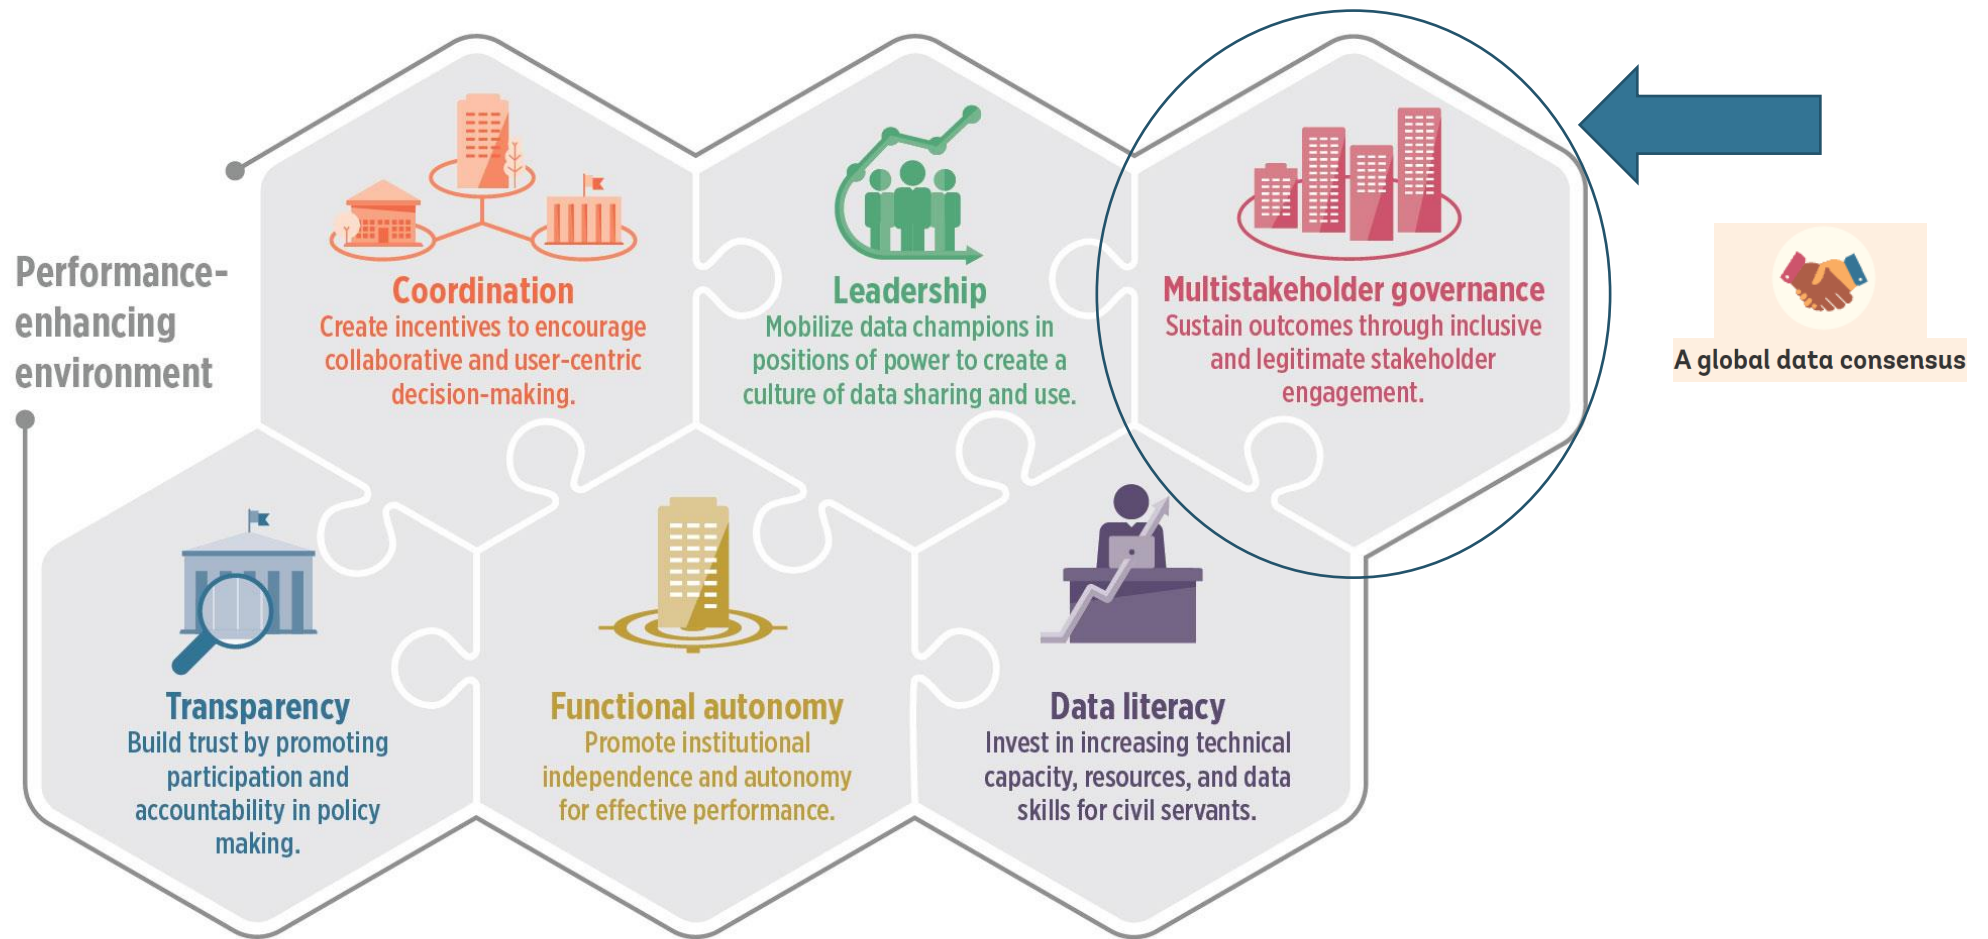 Performance-
enhancing
environment
Coordination
Create incentives to encourage
collaborative and user-centric
decision-making.
Leadership
Mobilize data champions in
positions of power to create a
culture of data sharing and use.
Multistakeholder governance
Sustain outcomes through inclusive
and legitimate stakeholder
engagement.
A global data consensus
Transparency
Build trust by promoting
participation and
accountability in policy
making.
Functional autonomy
Promote institutional
independence and autonomy
for effective performance.
Data literacy
Invest in increasing technical
capacity, resources, and data
skills for civil servants.